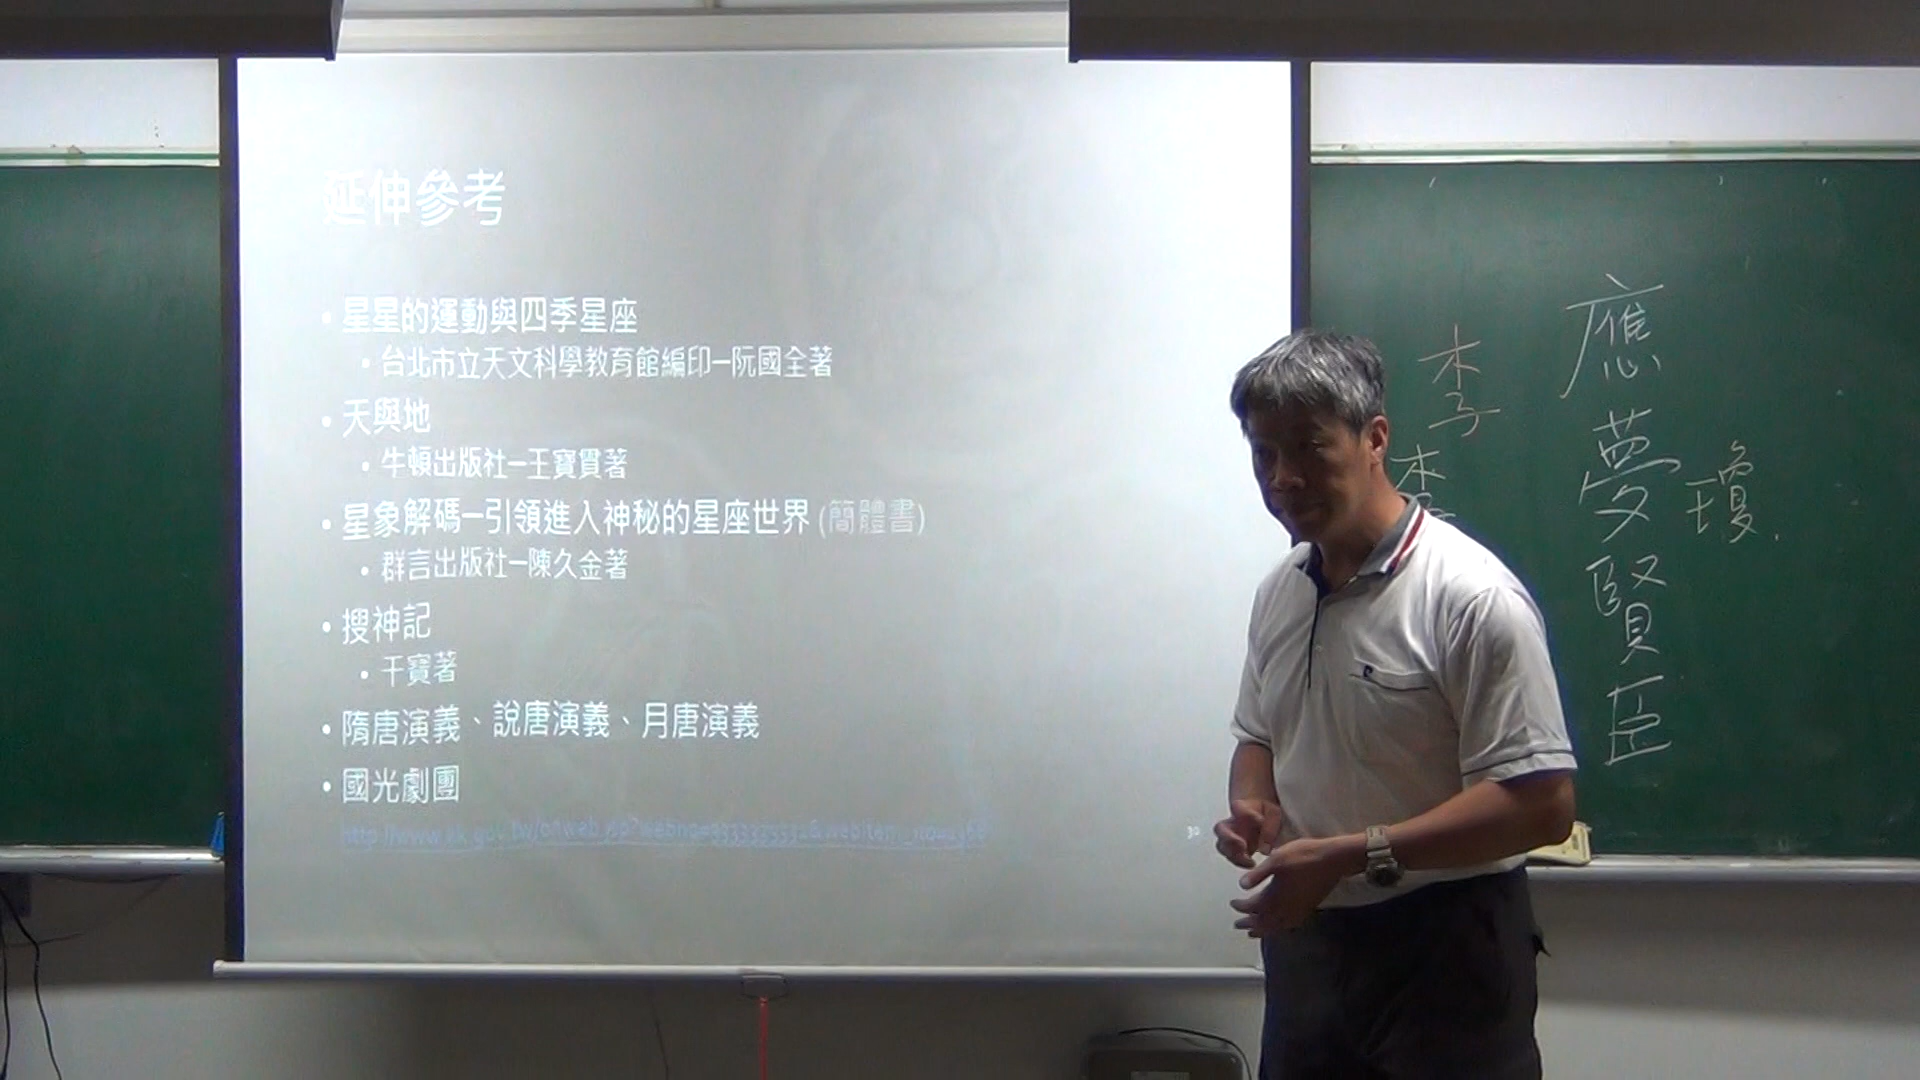 延伸參考
• 星星的運動與四季星座
• 台北市立天文科學教育館編印—阮國全著
• 天與地
• 牛頓出版社—王寶貫著
• 星象解碼—引領進入神秘的星座世界 (簡體書)
• 群言出版社—陳久金著
• 搜神記
• 干寶著
• 隋唐演義、說唐演義、月唐演義
• 國光劇團
30
應夢賢臣
瓊
李